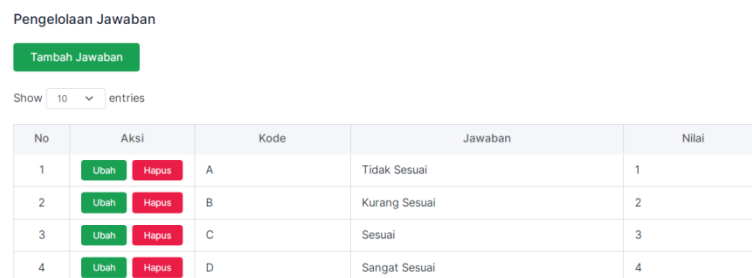 Pengelolaan Jawaban
Tambah Jawaban
Show 10 entries
No Aksi Kode Jawaban Nilai
1 Ubah Hapus A Tidak Sesuai 1
2 Ubah Hapus B Kurang Sesuai 2
3 Ubah Hapus C Sesuai 3
4 Ubah Hapus D Sangat Sesuai 4